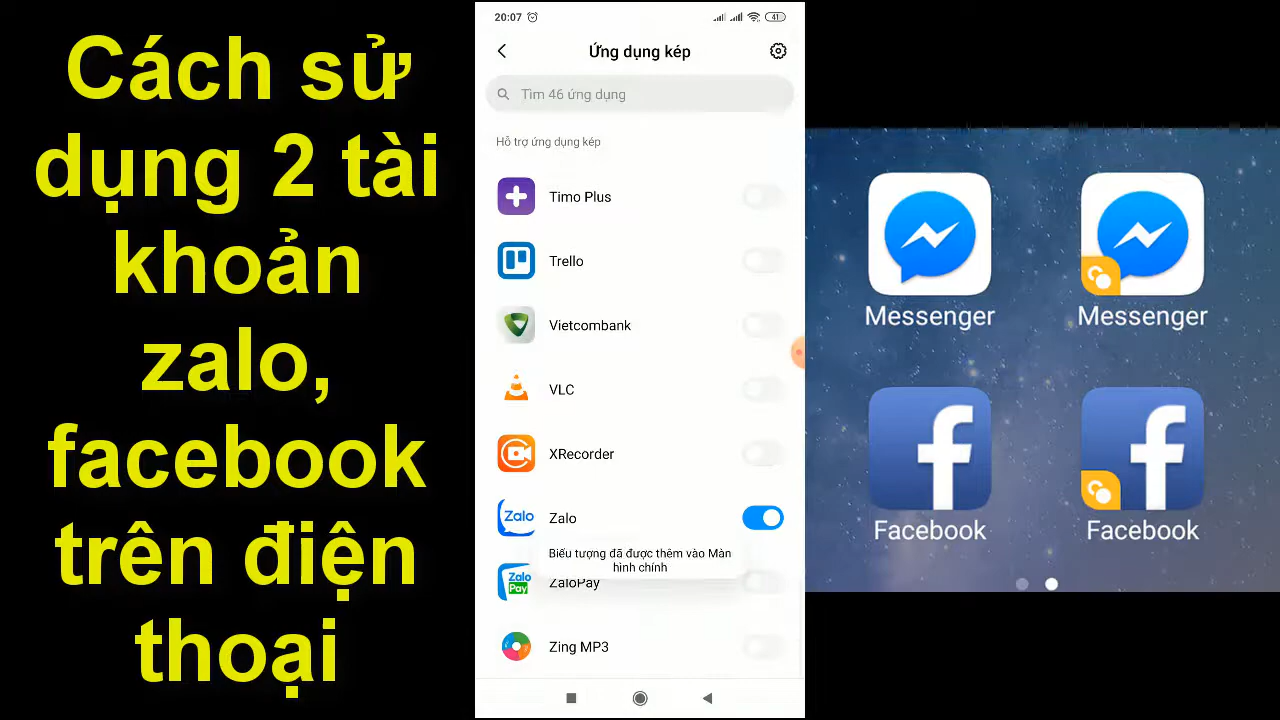 Cách sử
dụng 2 tài
khoản
zalo,
facebook
trên điện
thoại
20:07
41
Ứng dụng kép
Tìm 46 ứng dụng
Hỗ trợ ứng dụng kép
Timo Plus
Trello
Vietcombank
VLC
XRecorder
Zalo
Zalo
Biểu tượng đã được thêm vào Màn
hình chính
Zalo
Pay
ZaloPay
Zing MP3
Messenger
Messenger
Facebook
Facebook